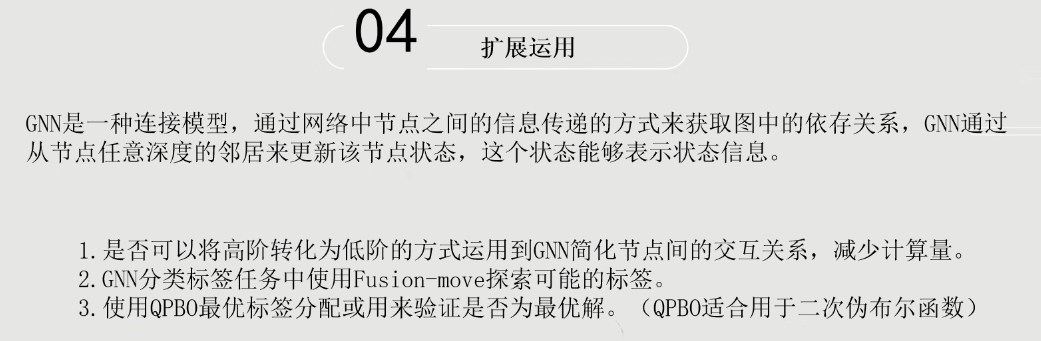 04
扩展运用
GNN是一种连接模型，通过网络中节点之间的信息传递的方式来获取图中的依存关系，GNN通过
从节点任意深度的邻居来更新该节点状态，这个状态能够表示状态信息。
1.是否可以将高阶转化为低阶的方式运用到GNN简化节点间的交互关系，减少计算量。
2.GNN分类标签任务中使用Fusion-move探索可能的标签。
3.使用QPBO最优标签分配或用来验证是否为最优解。（QPBO适合用于二次伪布尔函数）